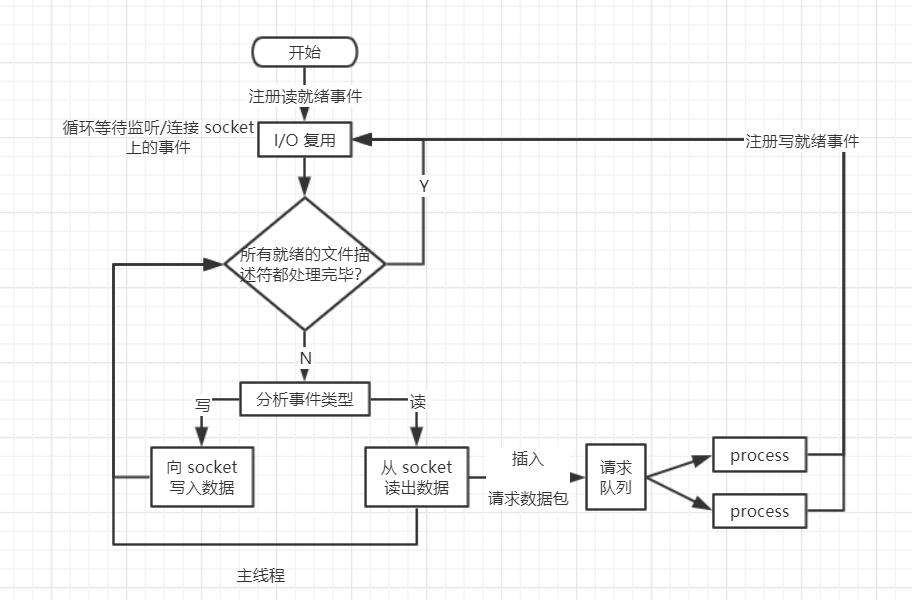 开始
注册读就绪事件
循环等待监听/连接 socket
上的事件
I/O 复用
注册写就绪事件
Y
所有就绪的文件描
述符都处理完毕?
N
分析事件类型
写
读
向 socket
写入数据
从 socket
读出数据
插入
请求数据包
请求
队列
process
process
主线程